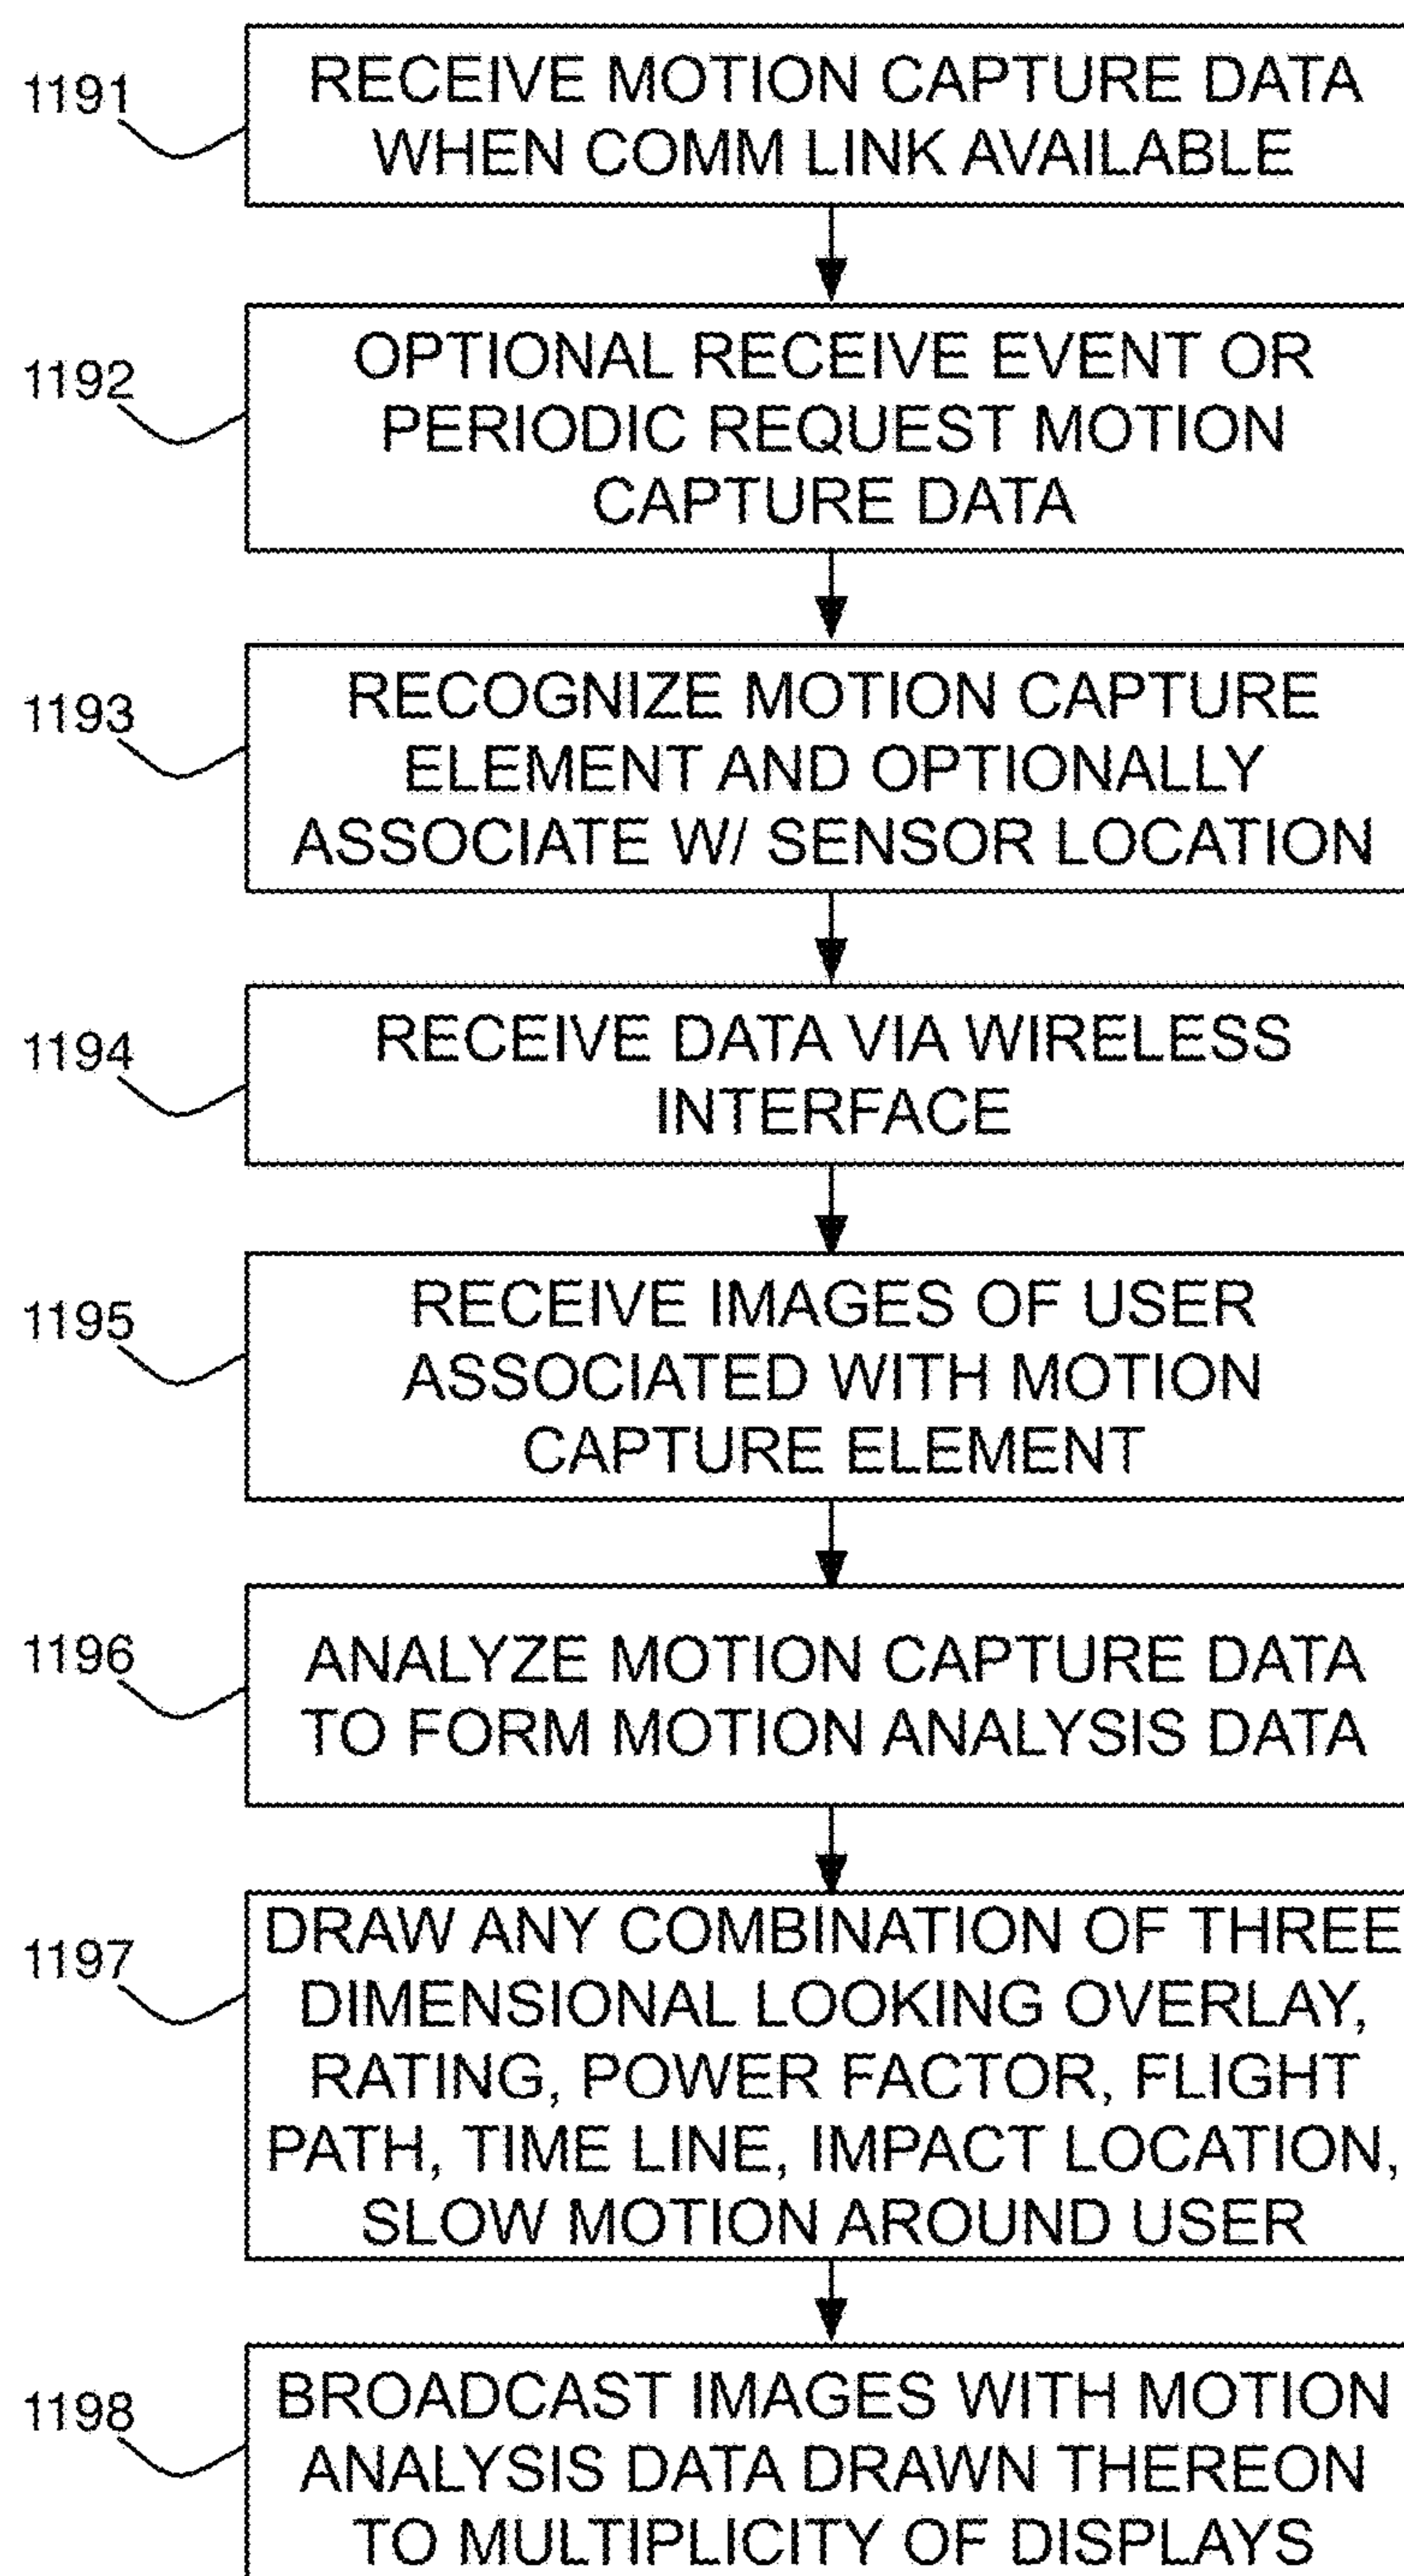 1191
RECEIVE MOTION CAPTURE DATA
WHEN COMM LINK AVAILABLE
1192
OPTIONAL RECEIVE EVENT OR
PERIODIC REQUEST MOTION
CAPTURE DATA
1193
RECOGNIZE MOTION CAPTURE
ELEMENT AND OPTIONALLY
ASSOCIATE W/ SENSOR LOCATION
1194
RECEIVE DATA VIA WIRELESS
INTERFACE
1195
RECEIVE IMAGES OF USER
ASSOCIATED WITH MOTION
CAPTURE ELEMENT
1196
ANALYZE MOTION CAPTURE DATA
TO FORM MOTION ANALYSIS DATA
1197
DRAW ANY COMBINATION OF THREE
DIMENSIONAL LOOKING OVERLAY,
RATING, POWER FACTOR, FLIGHT
PATH, TIME LINE, IMPACT LOCATION,
SLOW MOTION AROUND USER
1198
BROADCAST IMAGES WITH MOTION
ANALYSIS DATA DRAWN THEREON
TO MULTIPLICITY OF DISPLAYS